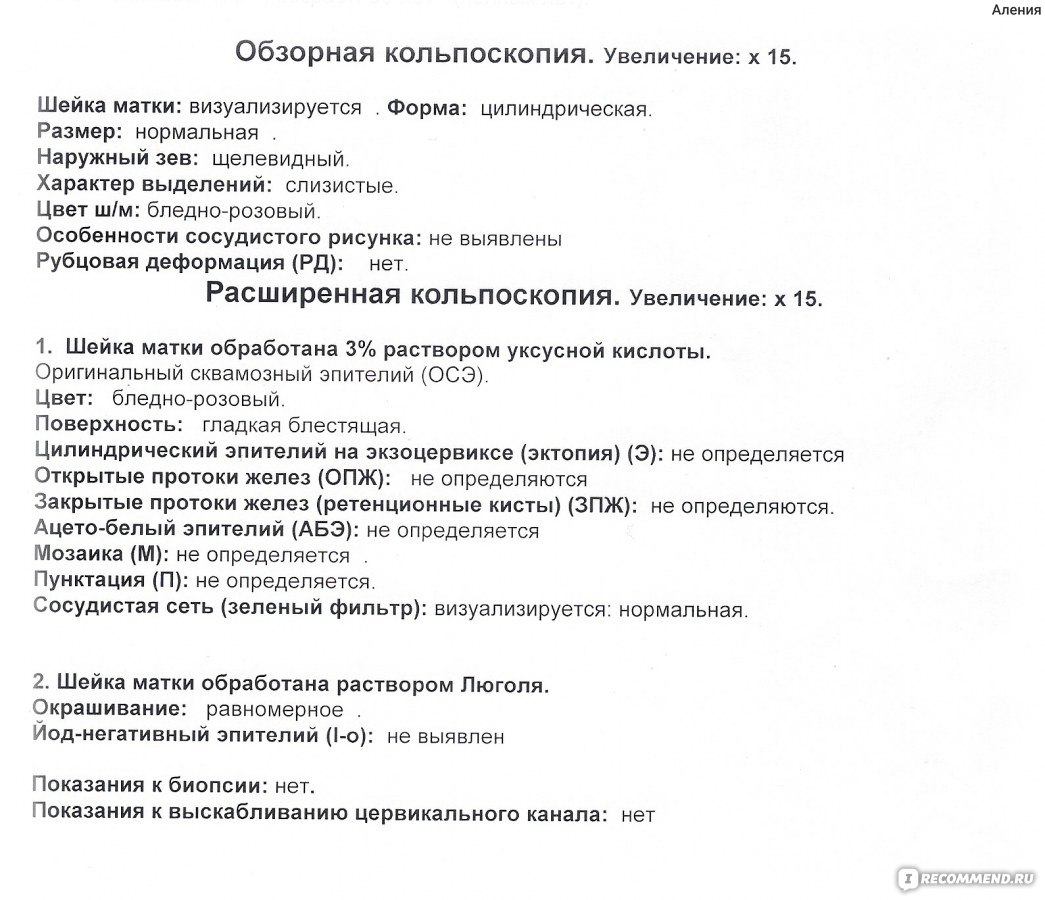 Аления
Обзорная кольпоскопия. Увеличение: х 15.
Шейка матки: визуализируется . Форма: цилиндрическая.
Размер: нормальная .
Наружный зев: щелевидный.
Характер выделений: слизистые.
Цвет ш/м: бледно-розовый.
Особенности сосудистого рисунка: не выявлены
Рубцовая деформация (РД): нет.
Расширенная кольпоскопия. Увеличение: х 15.
1. Шейка матки обработана 3% раствором уксусной кислоты.
Оригинальный сквамозный эпителий (ОСЭ).
Цвет: бледно-розовый.
Поверхность: гладкая блестящая.
Цилиндрический эпителий на экзоцервиксе (эктопия) (Э): не определяется
Открытые протоки желез (ОПЖ): не определяются
Закрытые протоки желез (ретенционные кисты) (ЗПЖ): не определяются.
Ацето-белый эпителий (АБЭ): не определяется
Мозаика (М): не определяется .
Пунктация (П): не определяется.
Сосудистая сеть (зеленый фильтр): визуализируется: нормальная.
2. Шейка матки обработана раствором Люголя.
Окрашивание: равномерное .
Йод-негативный эпителий (I-о): не выявлен
Показания к биопсии: нет.
Показания к выскабливанию цервикального канала: нет
I RECOMMEND.RU